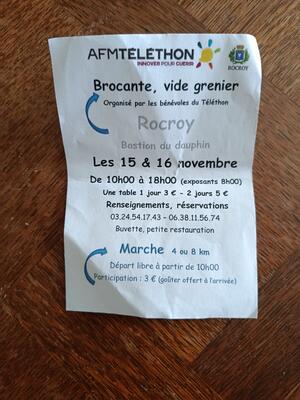 AFMTÉLÉTHON
INNOVER POUR GUÉRIR
ROCROY
Brocante, vide grenier
Organisé par les bénévoles du Téléthon
Rocroy
Bastion du dauphin
Les 15 & 16 novembre
De 10h00 à 18h00 (exposants 8h00)
Une table 1 jour 3 € - 2 jours 5 €
Renseignements, réservations
03.24.54.17.43 - 06.38.11.56.74
Buvette, petite restauration
Marche 4 ou 8 km
Départ libre à partir de 10h00
Participation : 3 € (goûter offert à l'arrivée)